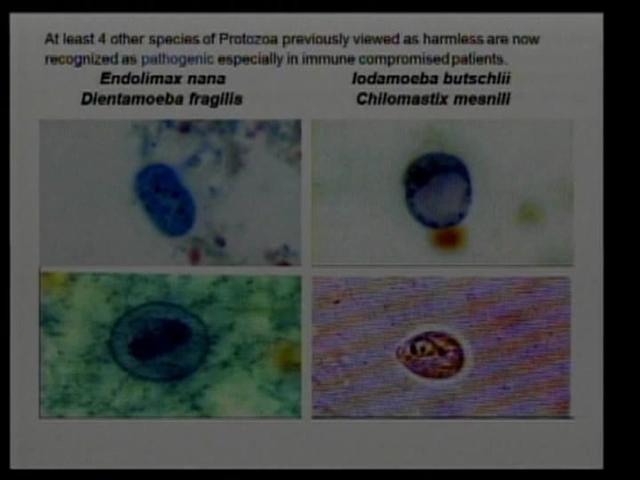 At least 4 other species of Protozoa previously viewed as harmless are now
recognized as pathogenic especially in immune compromised patients.
Endolimax nana Iodamoeba butschlii
Dientamoeba fragilis Chilomastix mesnili